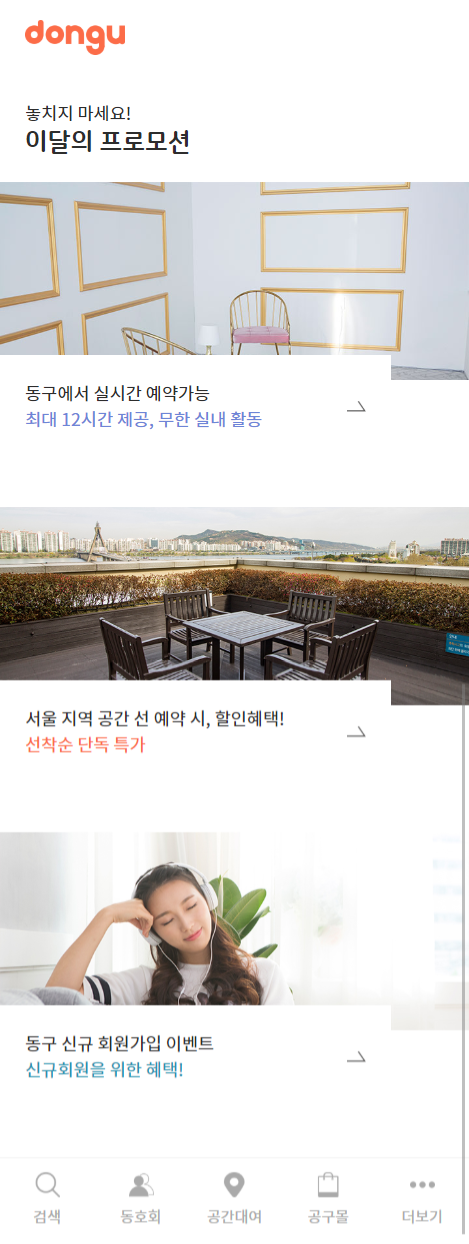 dongu
놓치지 마세요!
이달의 프로모션
동구에서 실시간 예약가능
최대 12시간 제공, 무한 실내 활동
서울 지역 공간 선 예약 시, 할인혜택!
선착순 단독 특가
동구 신규 회원가입 이벤트
신규회원을 위한 혜택!
검색 동호회 공간대여 공구몰 더보기